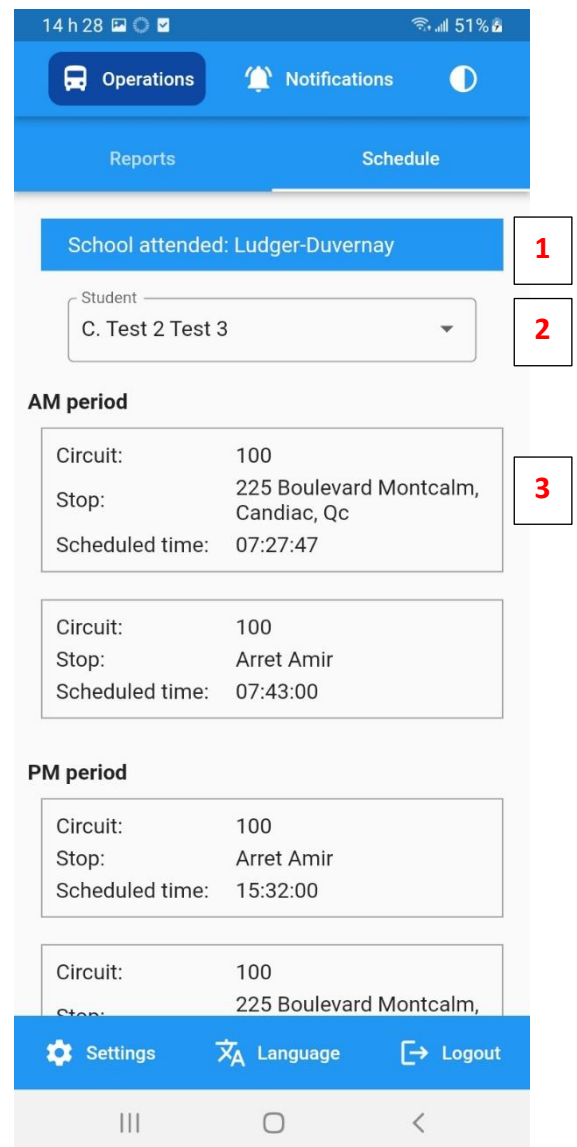 14 h 28 51%
Operations Notifications
Reports Schedule
School attended: Ludger-Duvernay
1
Student
C. Test 2 Test 3
2
AM period
Circuit: 100
Stop: 225 Boulevard Montcalm,
Candiac, Qc
3
Scheduled time: 07:27:47
Circuit: 100
Stop: Arret Amir
Scheduled time: 07:43:00
PM period
Circuit: 100
Stop: Arret Amir
Scheduled time: 15:32:00
Circuit: 100
Stop: 225 Boulevard Montcalm,
Settings Language Logout